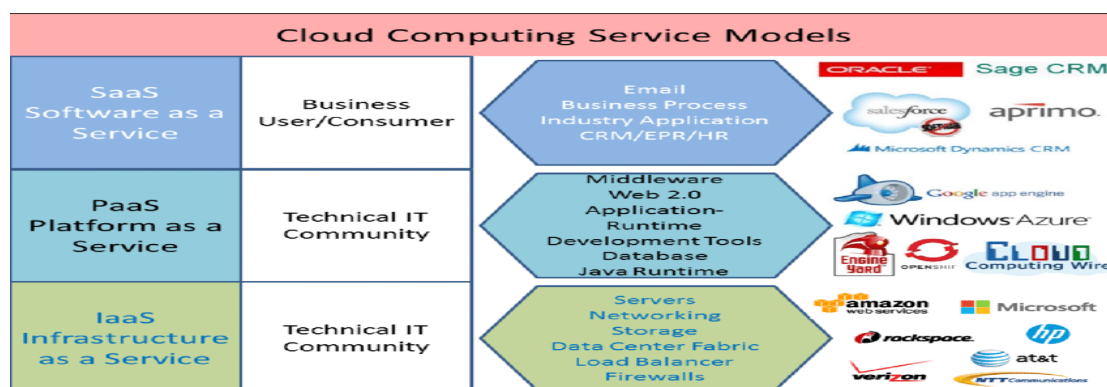 Cloud Computing Service Models
SaaS
Software as a
Service
Business
User/Consumer
Email
Business Process
Industry Application
CRM/EPR/HR
ORACLE
Sage CRM
salesforce
SOFTWARE
aprimo.
Microsoft Dynamics CRM
PaaS
Platform as a
Service
Technical IT
Community
Middleware
Web 2.0
Application-
Runtime
Development Tools
Database
Java Runtime
Google app engine
Windows Azure
Engine
Yard
OPENSHIF
CLOUD
Computing Wire
IaaS
Infrastructure
as a Service
Technical IT
Community
Servers
Networking
Storage
Data Center Fabric
Load Balancer
Firewalls
amazon
web services
Microsoft
rackspace.
hp
at&t
verizon
NTT Communications